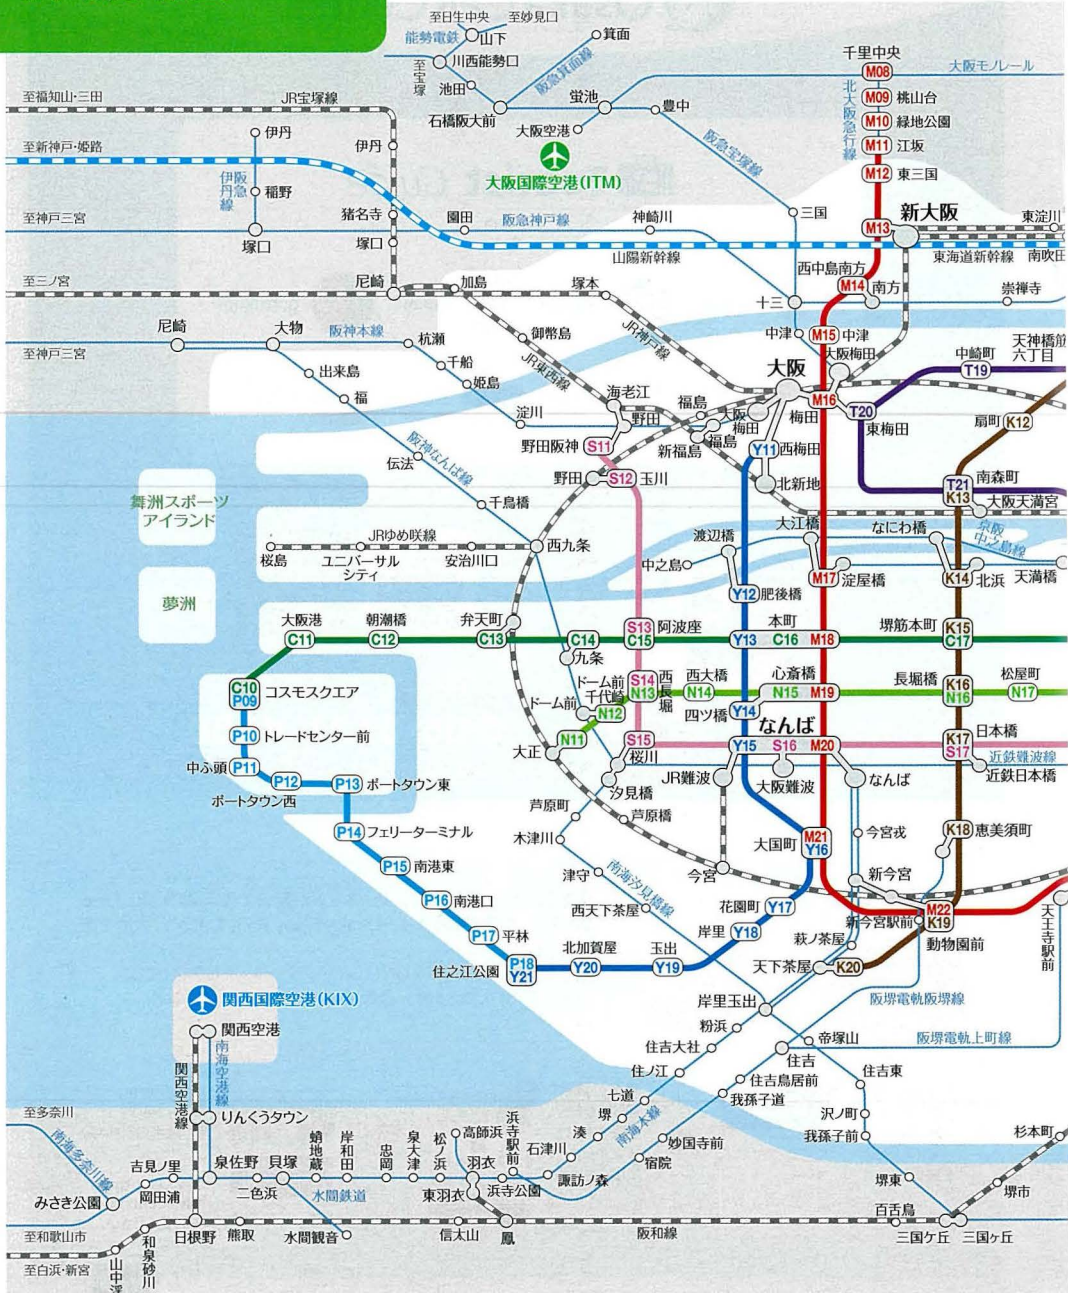 至日生中央
至妙見口
能勢電鉄
山下
至宝塚
川西能勢口
池田
石橋阪大前
箕面
阪急箕面線
蛍池
大阪空港
豊中
千里中央
M08
大阪モノレール
北大阪急行線
M09 桃山台
M10 緑地公園
M11 江坂
M12 東三国
至福知山・三田
JR宝塚線
伊丹
伊丹
至新神戸・姫路
阪急伊丹線
稲野
猪名寺
塚口
塚口
至神戸三宮
園田
阪急神戸線
神崎川
阪急宝塚線
大阪国際空港(ITM)
三国
M13
新大阪
東淀川
東海道新幹線
南吹田
山陽新幹線
至三ノ宮
尼崎
加島
塚本
西中島南方
M14
南方
十三
崇禅寺
至神戸三宮
尼崎
大物
阪神本線
杭瀬
千船
姫島
御幣島
JR東西線
JR神戸線
中津
M15 中津
大阪梅田
大阪
天神橋筋
六丁目
中崎町
T19
出来島
福
海老江
野田
淀川
福島
大阪
梅田
福島
新福島
M16
梅田
T20
東梅田
扇町
K12
野田阪神
S11
Y11
西梅田
北新地
伝法
阪神なんば線
野田
S12 玉川
南森町
T21
K13
大阪天満宮
千鳥橋
舞洲スポーツ
アイランド
JRゆめ咲線
桜島
ユニバーサル
シティ
安治川口
西九条
渡辺橋
大江橋
なにわ橋
京阪
中之島線
中之島
Y12 肥後橋
M17 淀屋橋
K14
北浜
天満橋
夢洲
大阪港
C11
朝潮橋
C12
弁天町
C13
C14
九条
S13
C15
阿波座
Y13
本町
C16
M18
堺筋本町
K15
C17
C10
P09
コスモスクエア
ドーム前
ドーム前
千代崎
N12
S14
N13
西長堀
西大橋
N14
心斎橋
N15
M19
長堀橋
K16
N16
松屋町
N17
四ツ橋
Y14
P10 トレードセンター前
中ふ頭
P11
P12
ポートタウン西
P13 ポートタウン東
大正
N11
S15
桜川
なんば
Y15
S16
M20
K17
S17
日本橋
近鉄難波線
近鉄日本橋
汐見橋
JR難波
大阪難波
なんば
芦原町
芦原橋
P14 フェリーターミナル
木津川
大国町
M21
Y16
今宮戎
K18 恵美須町
P15 南港東
津守
南海汐見橋線
今宮
新今宮
P16 南港口
西天下茶屋
花園町
Y17
新今宮駅前
M22
K19
動物園前
天王寺駅前
P17 平林
岸里
Y18
萩ノ茶屋
住之江公園
P18
Y21
北加賀屋
Y20
玉出
Y19
天下茶屋
K20
関西国際空港(KIX)
関西空港
岸里玉出
阪堺電軌阪堺線
粉浜
帝塚山
阪堺電軌上町線
住吉大社
住吉
関西空港線
南海空港線
住ノ江
住吉鳥居前
住吉東
至多奈川
りんくうタウン
七道
我孫子道
沢ノ町
堺
南海本線
我孫子前
杉本町
南海多奈川線
吉見ノ里
泉佐野
貝塚
蛸地蔵
岸和田
忠岡
泉大津
松ノ浜
高師浜
羽衣
浜寺駅前
石津川
湊
妙国寺前
宿院
みさき公園
岡田浦
二色浜
水間鉄道
東羽衣
浜寺公園
諏訪ノ森
堺東
堺市
至和歌山市
日根野
熊取
水間観音
信太山
鳳
阪和線
百舌鳥
三国ケ丘
三国ヶ丘
至白浜・新宮
山中渓
和泉砂川